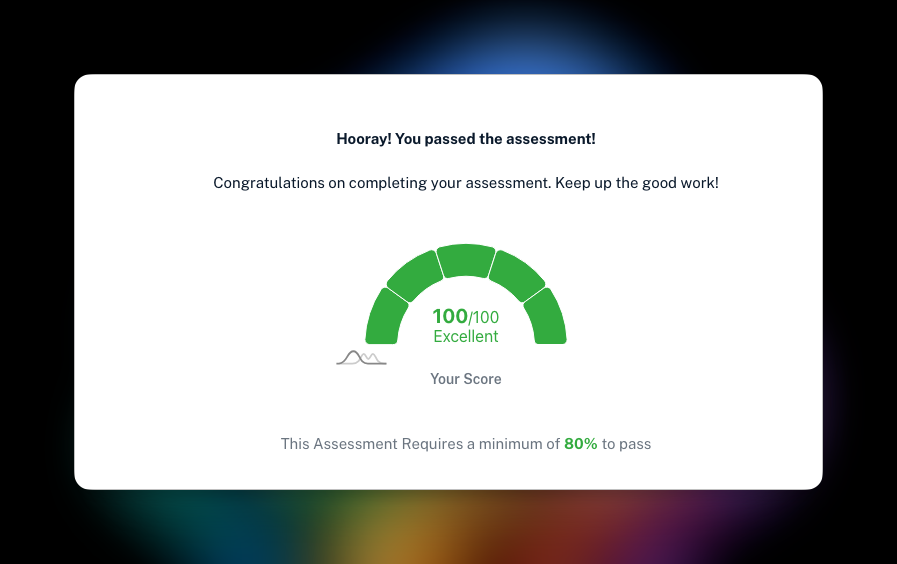 Hooray! You passed the assessment!
Congratulations on completing your assessment. Keep up the good work!
100/100
Excellent
Your Score
This Assessment Requires a minimum of 80% to pass